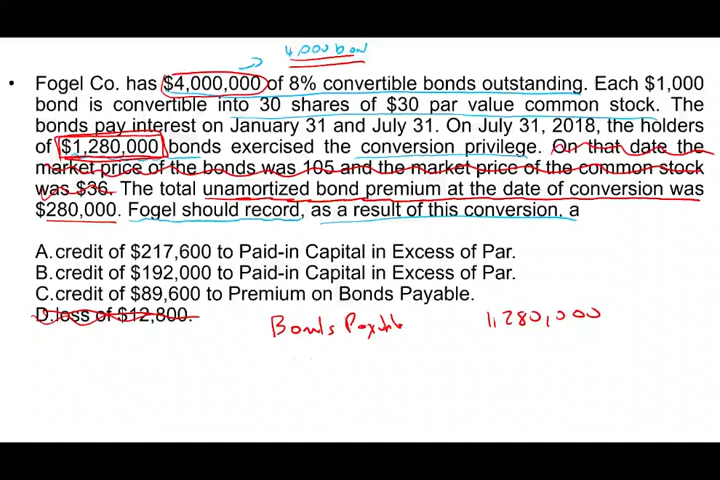 4,000 bon
• Fogel Co. has $4,000,000 of 8% convertible bonds outstanding. Each $1,000
bond is convertible into 30 shares of $30 par value common stock. The
bonds pay interest on January 31 and July 31. On July 31, 2018, the holders
of $1,280,000 bonds exercised the conversion privilege. On that date the
market price of the bonds was 105 and the market price of the common stock
was $36. The total unamortized bond premium at the date of conversion was
$280,000. Fogel should record, as a result of this conversion, a
A. credit of $217,600 to Paid-in Capital in Excess of Par.
B. credit of $192,000 to Paid-in Capital in Excess of Par.
C. credit of $89,600 to Premium on Bonds Payable.
D. loss of $12,800.
Bonds Payable 1,280,000